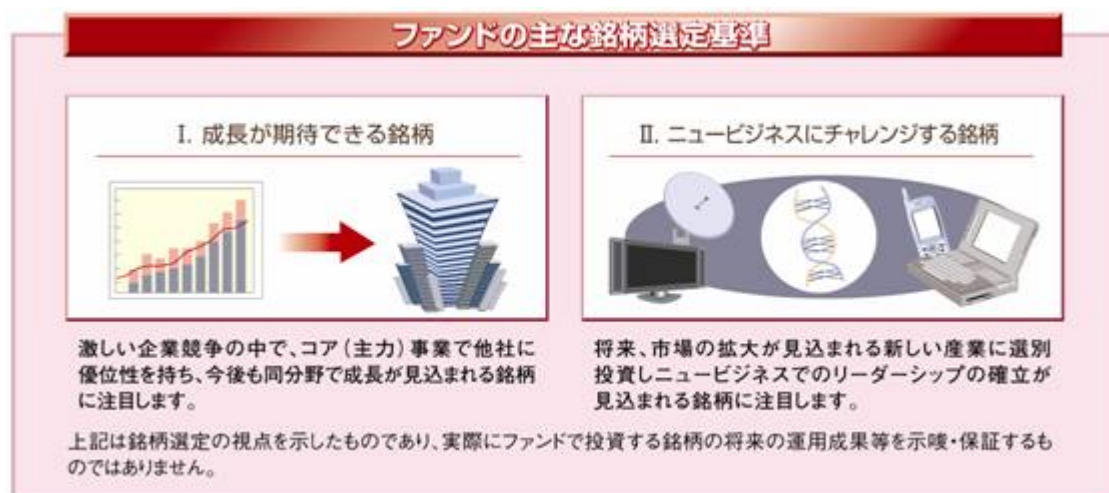 ファンドの主な銘柄選定基準
Ⅰ. 成長が期待できる銘柄
激しい企業競争の中で、コア（主力）事業で他社に
優位性を持ち、今後も同分野で成長が見込まれる銘柄
に注目します。
Ⅱ. ニュービジネスにチャレンジする銘柄
将来、市場の拡大が見込まれる新しい産業に選別
投資しニュービジネスでのリーダーシップの確立が
見込まれる銘柄に注目します。
上記は銘柄選定の視点を示したものであり、実際にファンドで投資する銘柄の将来の運用成果等を示唆・保証するも
のではありません。